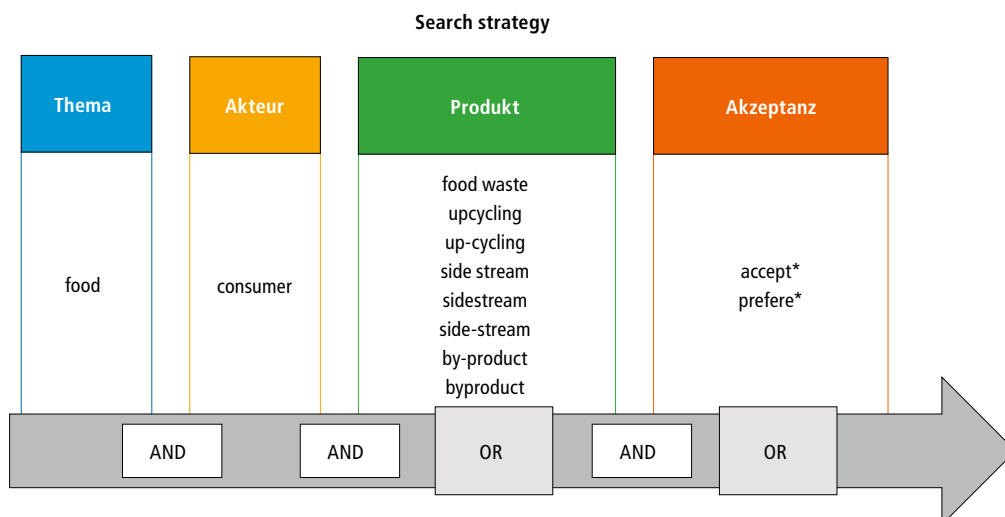 Search strategy
Thema
Akteur
Produkt
Akzeptanz
food
consumer
food waste
upcycling
up-cycling
side stream
sidestream
side-stream
by-product
byproduct
accept*
prefere*
AND
AND
OR
AND
OR